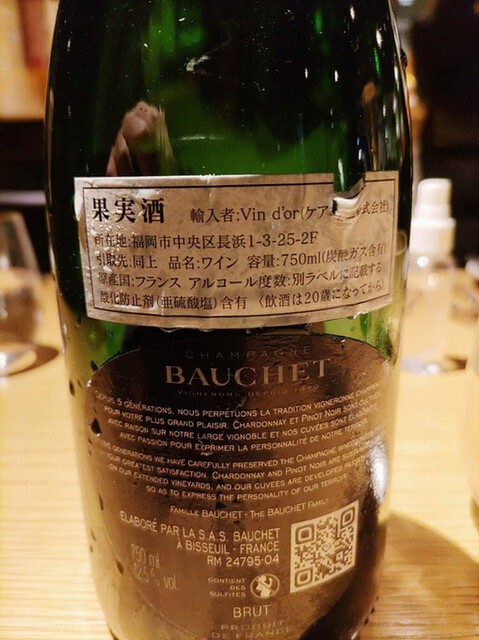 果実酒 輸入者:Vin d'or(ケア 式会社)
所在地:福岡市中央区長浜1-3-25-2F
引取先:同上 品名:ワイン 容量:750ml(炭酸ガス含有)
原産国:フランス アルコール度数:別ラベルに記載する
酸化防止剤(亜硫酸塩)含有 〈飲酒は20歳になってから〉
CHAMPAGNE
BAUCHET
VIGNERONS DEPUIS
5 GÉNÉRATIONS, NOUS PERPÉTUONS LA TRADITION VIGNERONNE
POUR VOTRE PLUS GRAND PLAISIR. CHARDONNAY ET PINOT NOIR SONT
AVEC RAISON SUR NOTRE LARGE VIGNOBLE ET NOS CUVÉES SONT
AVEC PASSION POUR EXPRIMER LA PERSONNALITÉ DE NOTRE
GENERATIONS WE HAVE CAREFULLY PRESERVED THE CHAMPAGNE
YOUR GREATEST SATISFACTION. CHARDONNAY AND PINOT NOIR ARE
ON OUR EXTENDED VINEYARDS, AND OUR CUVEES ARE DEVELOPED
SO AS TO EXPRESS THE PERSONALITY OF OUR
FAMILLE BAUCHET - THE BAUCHET FAMILY
ELABORÉ PAR LA S.A.S. BAUCHET
À BISSEUIL - FRANCE
RM 24795-04
750 ml
12.5 % vol.
CONTIENT
DES
SULFITES
BRUT
PRODUIT
DE FRANCE